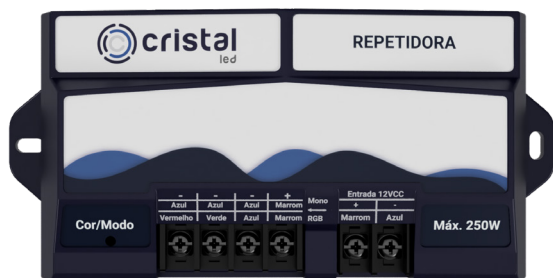 cristal
led
REPETIDORA
- - - + Mono
Azul Azul Azul Marrom
Vermelho Verde Azul Marrom RGB
Entrada 12VCC
+ -
Marrom Azul
Cor/Modo
Máx. 250W